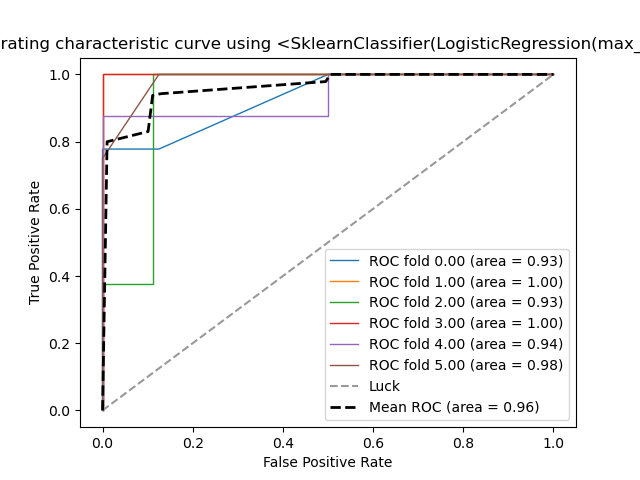 rating characteristic curve using <SklearnClassifier(LogisticRegression(max_
1.0
0.8
0.6
0.4
0.2
0.0
True Positive Rate
ROC fold 0.00 (area = 0.93)
ROC fold 1.00 (area = 1.00)
ROC fold 2.00 (area = 0.93)
ROC fold 3.00 (area = 1.00)
ROC fold 4.00 (area = 0.94)
ROC fold 5.00 (area = 0.98)
Luck
Mean ROC (area = 0.96)
0.0 0.2 0.4 0.6 0.8 1.0
False Positive Rate